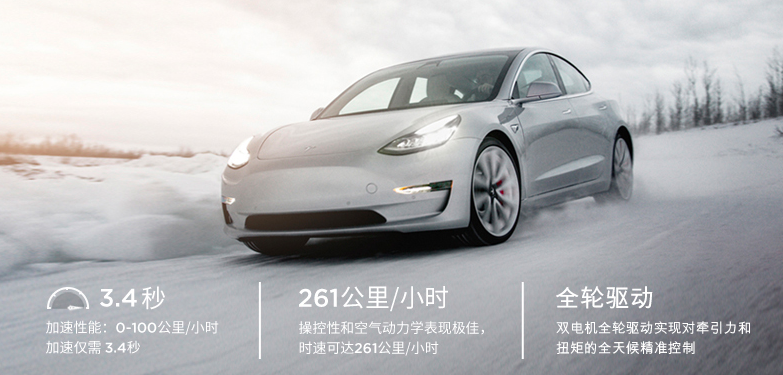 3.4秒
加速性能：0-100公里/小时
加速仅需 3.4秒
261公里/小时
操控性和空气动力学表现极佳，
时速可达261公里/小时
全轮驱动
双电机全轮驱动实现对牵引力和
扭矩的全天候精准控制